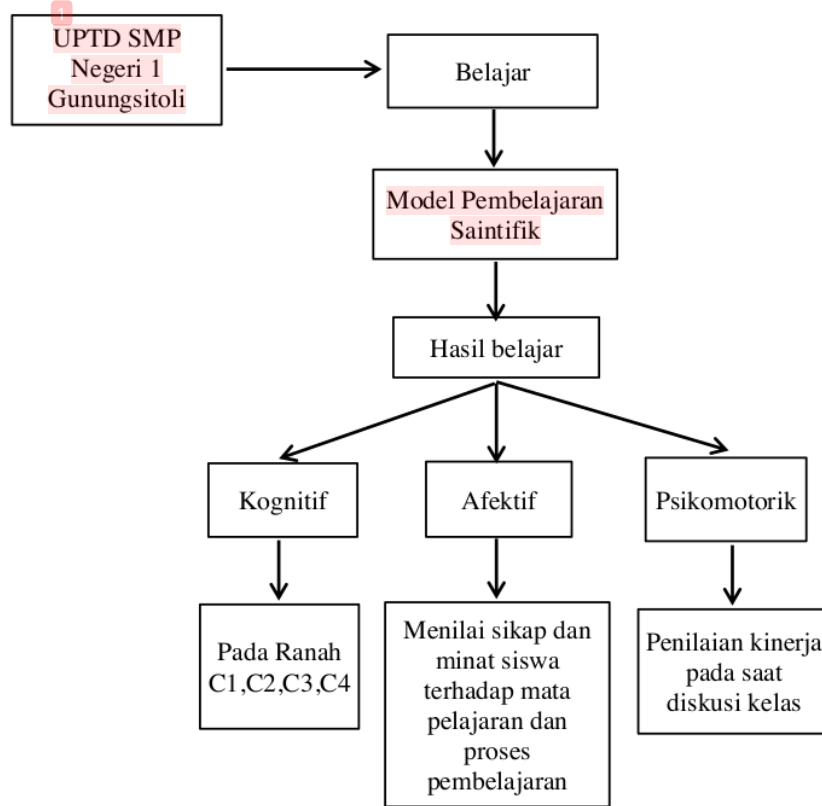 1
UPTD SMP
Negeri 1
Gunungsitoli
Belajar
Model Pembelajaran
Saintifik
Hasil belajar
Kognitif
Afektif
Psikomotorik
Pada Ranah
C1,C2,C3,C4
Menilai sikap dan
minat siswa
terhadap mata
pelajaran dan
proses
pembelajaran
Penilaian kinerja
pada saat
diskusi kelas